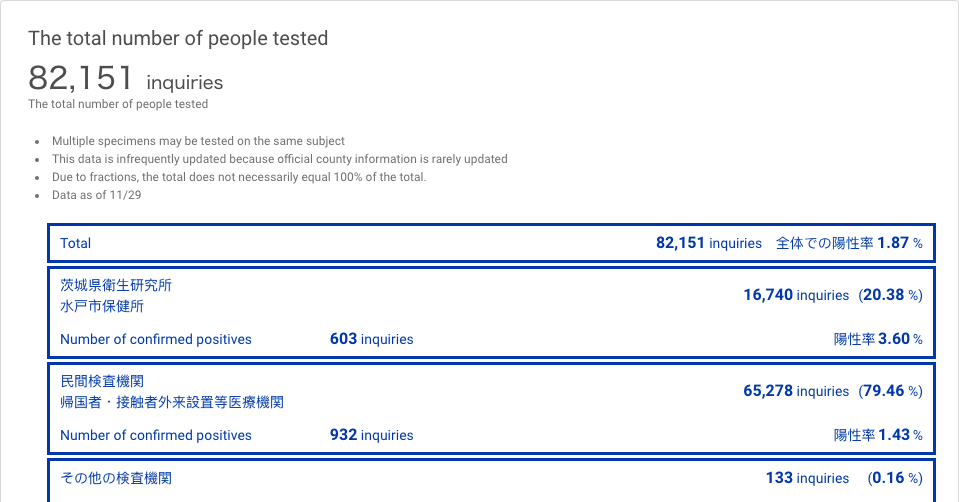 The total number of people tested
82,151 inquiries
The total number of people tested
Multiple specimens may be tested on the same subject
This data is infrequently updated because official county information is rarely updated
Due to fractions, the total does not necessarily equal 100% of the total.
Data as of 11/29
Total 82,151 inquiries 全体での陽性率 1.87 %
茨城県衛生研究所
水戸市保健所
16,740 inquiries (20.38 %)
Number of confirmed positives 603 inquiries 陽性率 3.60 %
民間検査機関
帰国者・接触者外来設置等医療機関
65,278 inquiries (79.46 %)
Number of confirmed positives 932 inquiries 陽性率 1.43 %
その他の検査機関 133 inquiries (0.16 %)